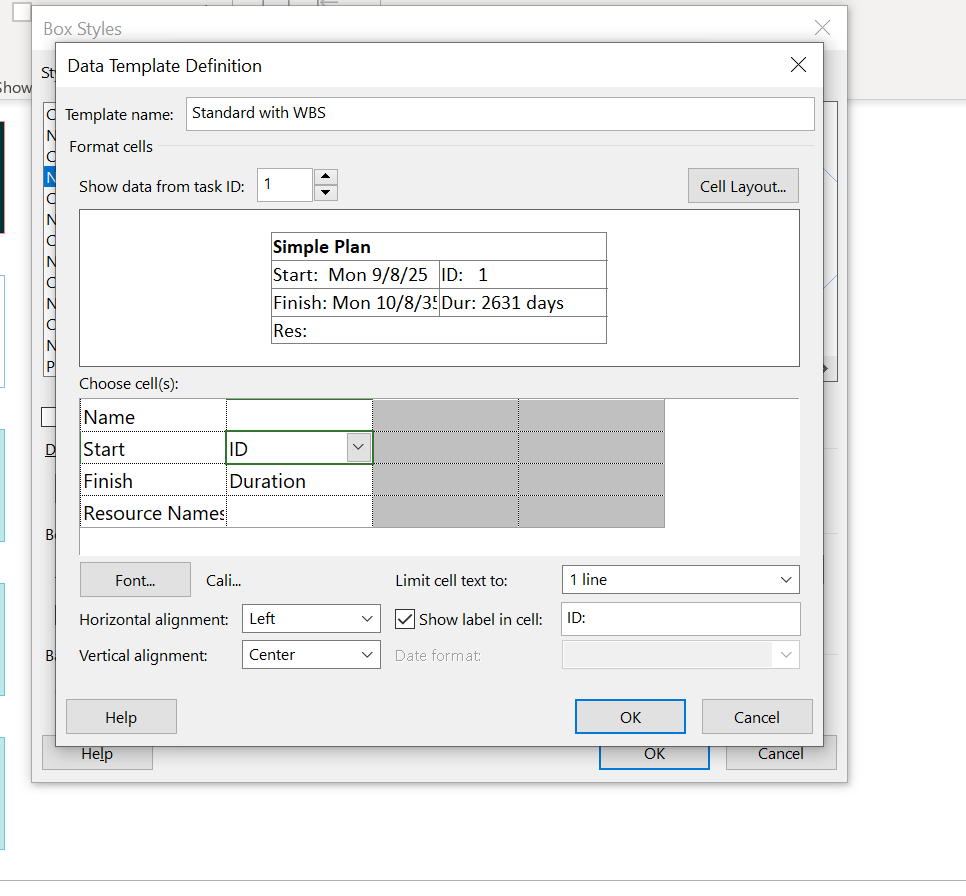 Box Styles
Show
St
Data Template Definition
Template name: Standard with WBS
Format cells
Show data from task ID: 1 Cell Layout...
Simple Plan
Start: Mon 9/8/25 ID: 1
Finish: Mon 10/8/35 Dur: 2631 days
Res:
Choose cell(s):
Name
Start ID
Finish Duration
Resource Names
Font... Cali... Limit cell text to: 1 line
Horizontal alignment: Left Show label in cell: ID:
Vertical alignment: Center Date format:
Help OK Cancel
Help OK Cancel
C
N
C
N
C
N
C
N
C
N
C
N
P
D
B
B